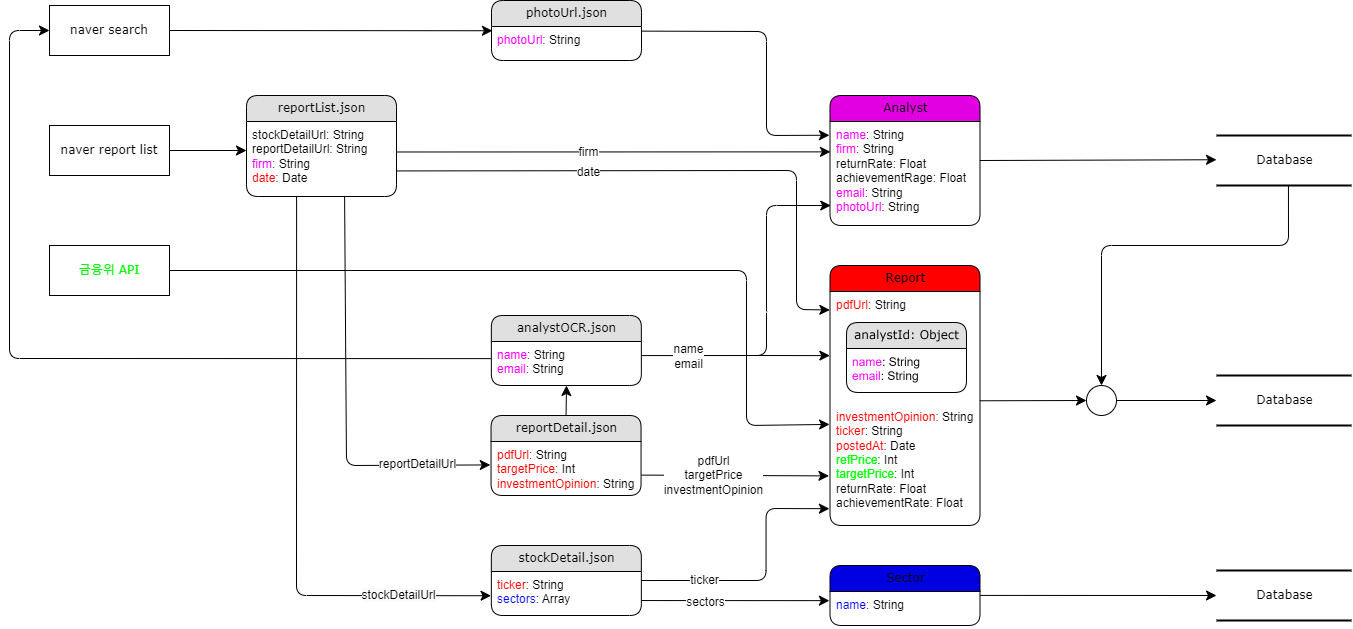 naver search
photoUrl.json
photoUrl: String
naver report list
reportList.json
stockDetailUrl: String
reportDetailUrl: String
firm: String
date: Date
firm
date
Analyst
name: String
firm: String
returnRate: Float
achievementRage: Float
email: String
photoUrl: String
Database
금융위 API
analystOCR.json
name: String
email: String
name
email
reportDetail.json
pdfUrl: String
targetPrice: Int
investmentOpinion: String
reportDetailUrl
pdfUrl
targetPrice
investmentOpinion
Report
pdfUrl: String
analystId: Object
name: String
email: String
investmentOpinion: String
ticker: String
postedAt: Date
refPrice: Int
targetPrice: Int
returnRate: Float
achievementRate: Float
Database
stockDetail.json
ticker: String
sectors: Array
stockDetailUrl
ticker
sectors
Sector
name: String
Database